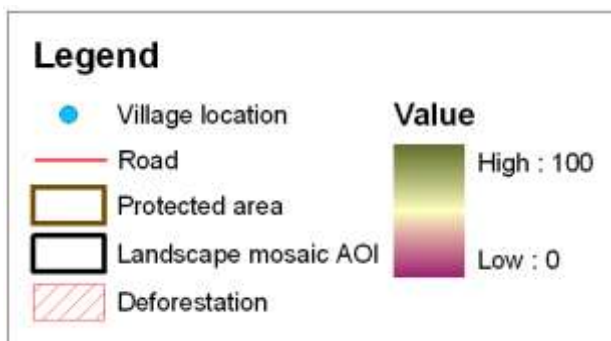 Legend
Village location
Road
Protected area
Landscape mosaic AOI
Deforestation
Value
High : 100
Low : 0